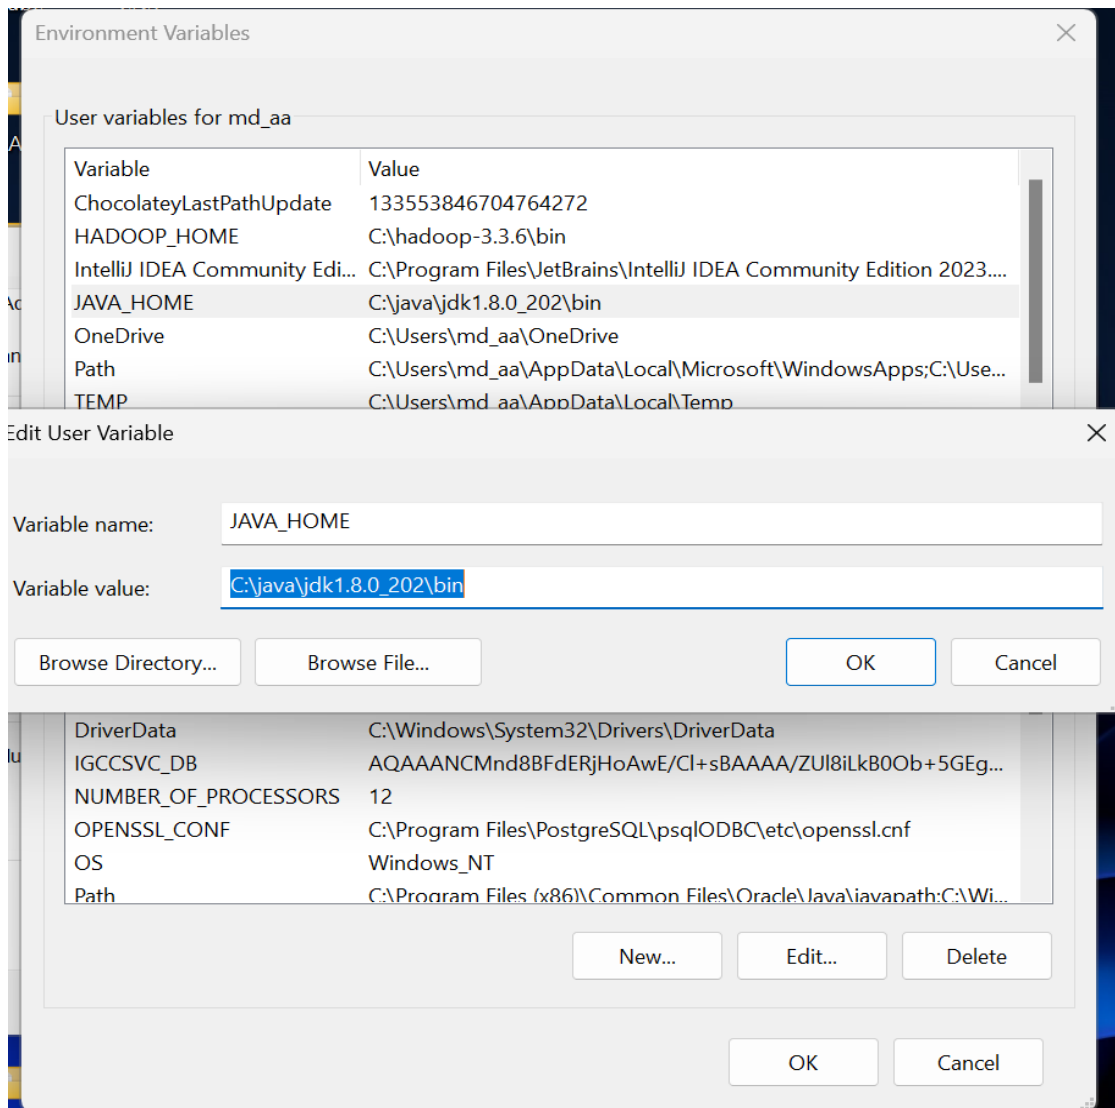 Environment Variables
User variables for md_aa
Variable Value
ChocolateyLastPathUpdate 133553846704764272
HADOOP_HOME C:\hadoop-3.3.6\bin
IntelliJ IDEA Community Edi... C:\Program Files\JetBrains\IntelliJ IDEA Community Edition 2023....
JAVA_HOME C:\java\jdk1.8.0_202\bin
OneDrive C:\Users\md_aa\OneDrive
Path C:\Users\md_aa\AppData\Local\Microsoft\WindowsApps;C:\Use...
TEMP C:\Users\md_aa\AppData\Local\Temp
Edit User Variable
Variable name: JAVA_HOME
Variable value: C:\java\jdk1.8.0_202\bin
Browse Directory... Browse File... OK Cancel
DriverData C:\Windows\System32\Drivers\DriverData
IGCCSVC_DB AQAAANCMnd8BFdERjHoAwE/Cl+sBAAAA/ZUl8iLkB0Ob+5GEg...
NUMBER_OF_PROCESSORS 12
OPENSSL_CONF C:\Program Files\PostgreSQL\psqlODBC\etc\openssl.cnf
OS Windows_NT
Path C:\Program Files (x86)\Common Files\Oracle\Java\javapath;C:\Wi...
New... Edit... Delete
OK Cancel